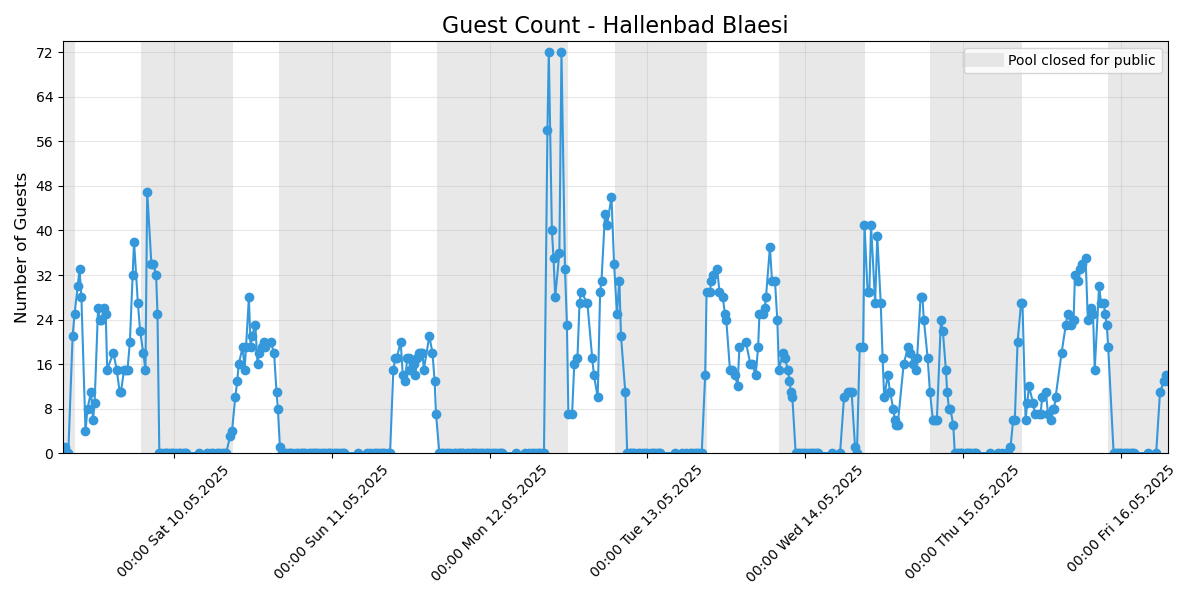 Guest Count - Hallenbad Blaesi
Pool closed for public
Number of Guests
72
64
56
48
40
32
24
16
8
0
00:00 Sat 10.05.2025
00:00 Sun 11.05.2025
00:00 Mon 12.05.2025
00:00 Tue 13.05.2025
00:00 Wed 14.05.2025
00:00 Thu 15.05.2025
00:00 Fri 16.05.2025